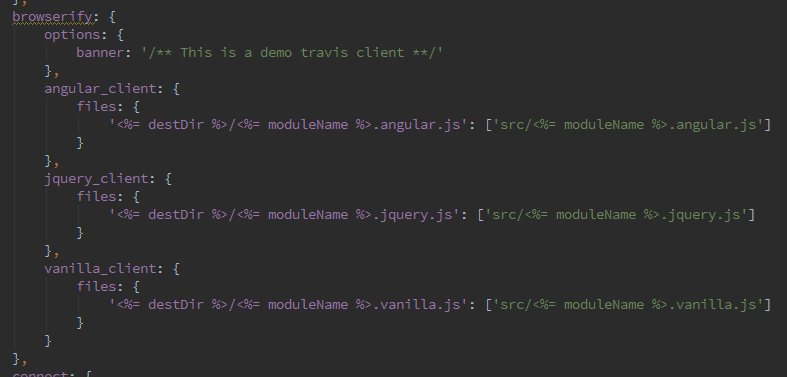 },
browserify: {
options: {
banner: '/** This is a demo travis client **/'
},
angular_client: {
files: {
'<%= destDir %>/<%= moduleName %>.angular.js': ['src/<%= moduleName %>.angular.js']
}
},
jquery_client: {
files: {
'<%= destDir %>/<%= moduleName %>.jquery.js': ['src/<%= moduleName %>.jquery.js']
}
},
vanilla_client: {
files: {
'<%= destDir %>/<%= moduleName %>.vanilla.js': ['src/<%= moduleName %>.vanilla.js']
}
}
},
connect: {